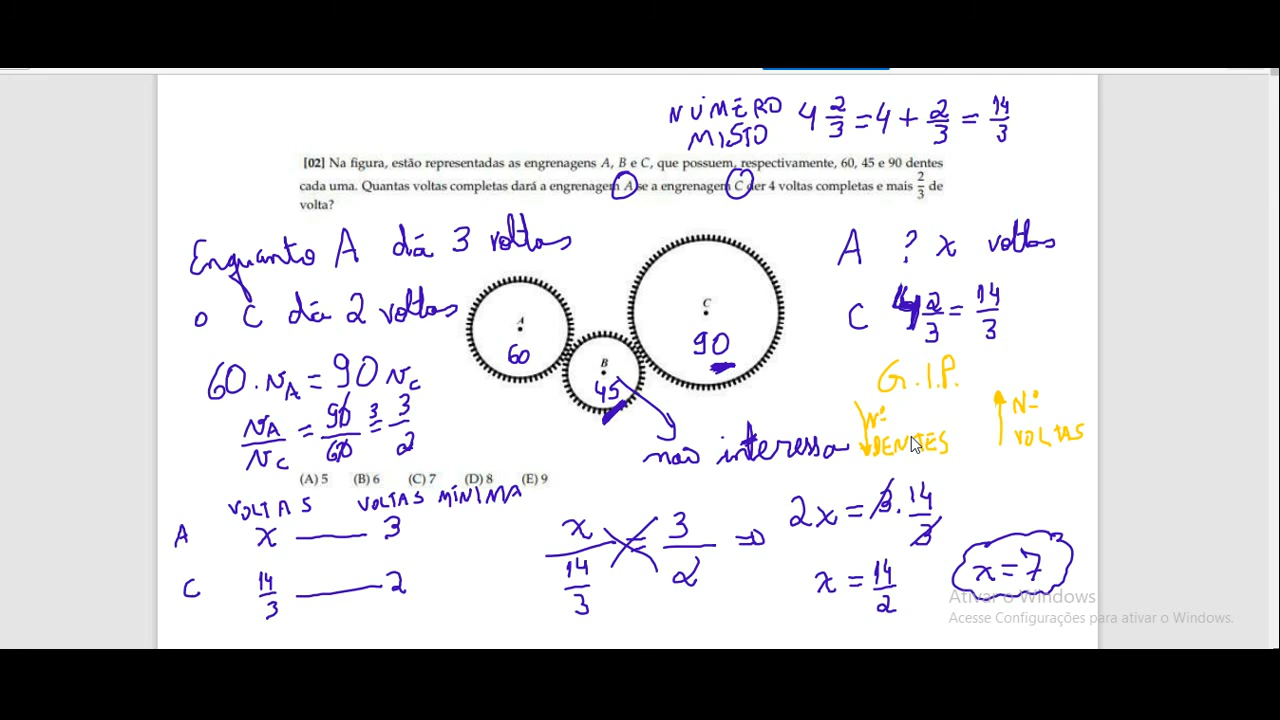 NÚMERO MISTO 4 2/3 = 4 + 2/3 = 14/3
[02] Na figura, estão representadas as engrenagens A, B e C, que possuem, respectivamente, 60, 45 e 90 dentes
cada uma. Quantas voltas completas dará a engrenagem A se a engrenagem C der 4 voltas completas e mais 2/3 de
volta?
Enquanto A dá 3 voltas
o C dá 2 voltas
60 . NA = 90 NC
NA/NC = 90/60 = 3/2
A
60
B
45
C
90
não interessa
A ? x voltas
C 4 2/3 = 14/3
G.I.P.
↓ Nº DENTES
↑ Nº VOLTAS
(A) 5 (B) 6 (C) 7 (D) 8 (E) 9
VOLTAS VOLTAS MÍNIMA
A x — 3
C 14/3 — 2
x/(14/3) = 3/2 ⇒ 2x = 3 . 14/3
x = 14/2
x = 7
Ativar o Windows
Acesse Configurações para ativar o Windows.